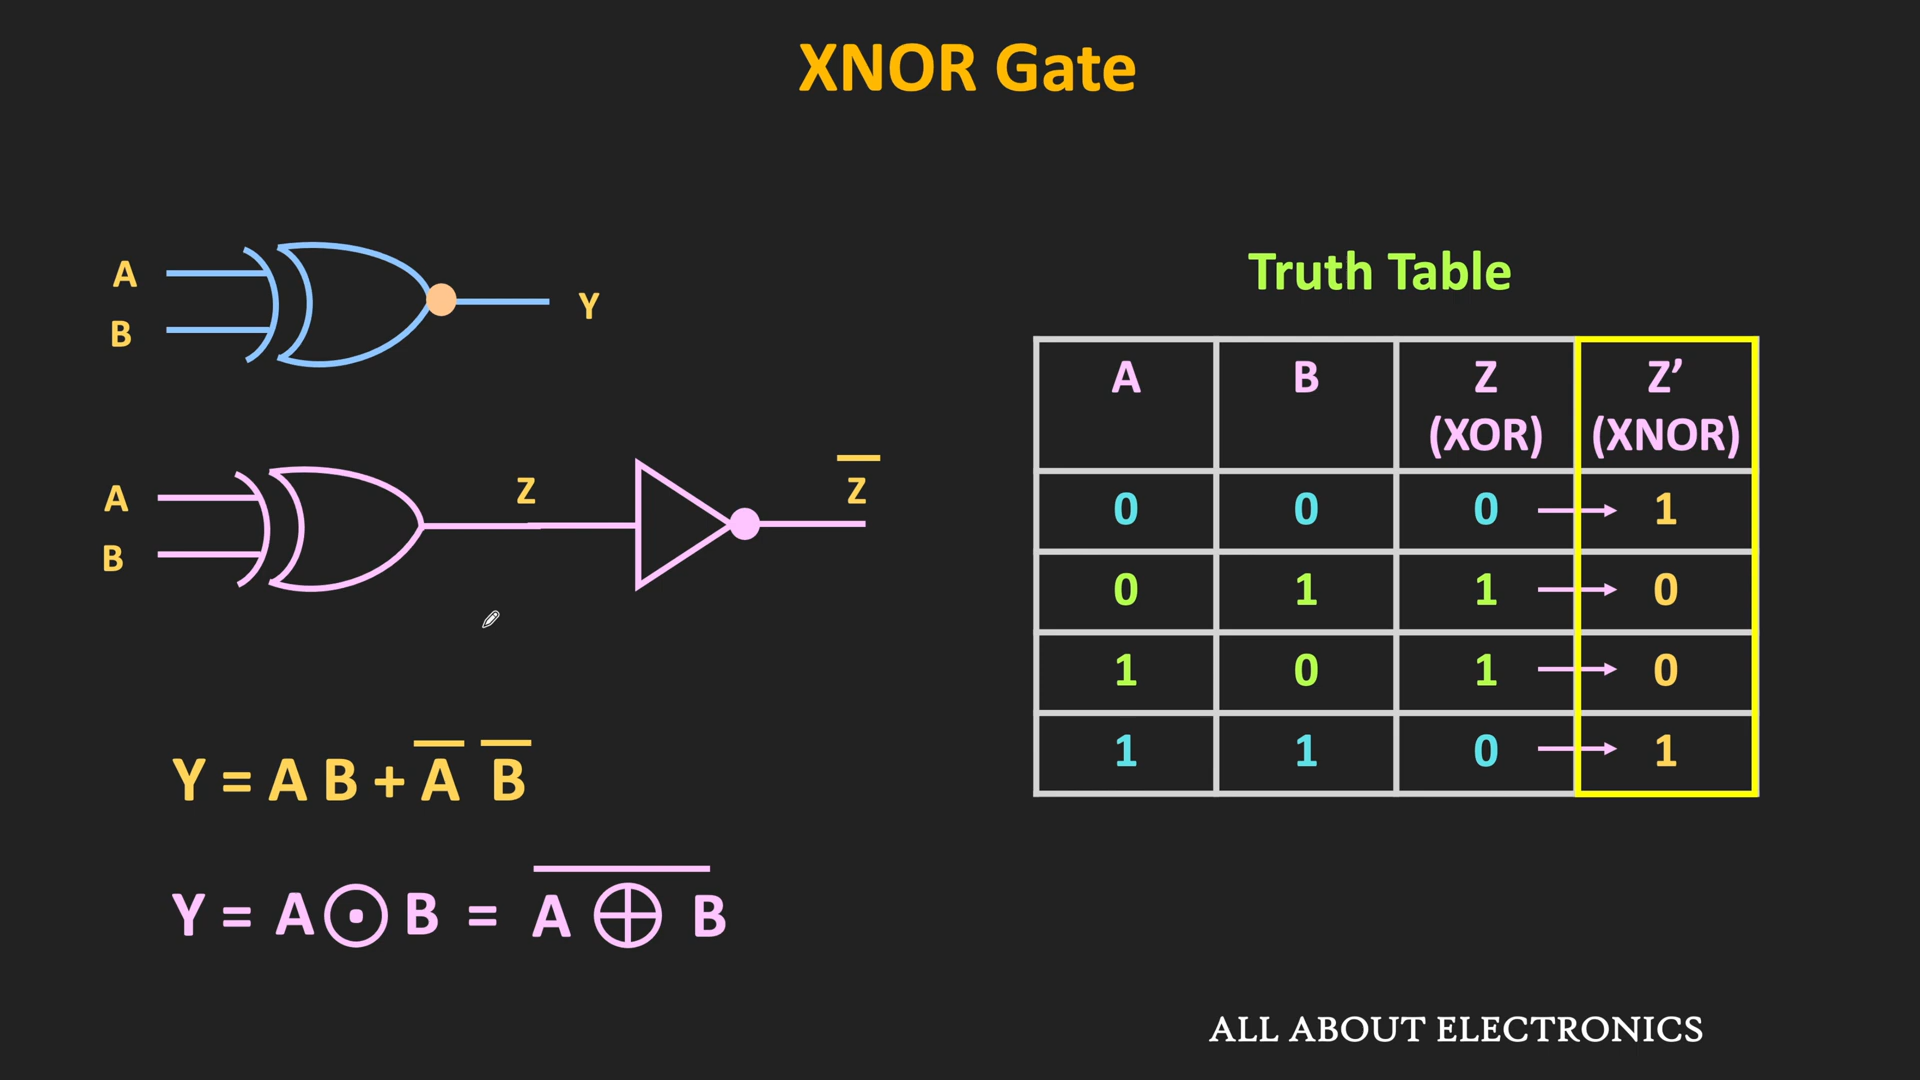 XNOR Gate
A
B
Y
A
B
Z
Z̅
Y = A B + A̅ B̅
Y = A ⊙ B = A̅ ̅⊕̅ ̅B̅
Truth Table
A B Z (XOR) Z’ (XNOR)
0 0 0 → 1
0 1 1 → 0
1 0 1 → 0
1 1 0 → 1
ALL ABOUT ELECTRONICS